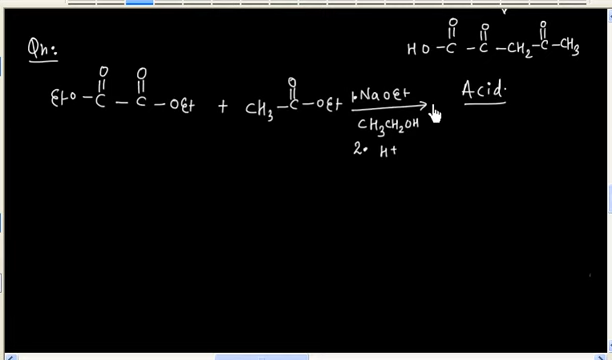 HO-C(=O)-C(=O)-CH2-C(=O)-CH3
Qn:
EtO-C(=O)-C(=O)-OEt + CH3-C(=O)-OEt
1. NaOEt
CH3CH2OH
2. H+
Acid.